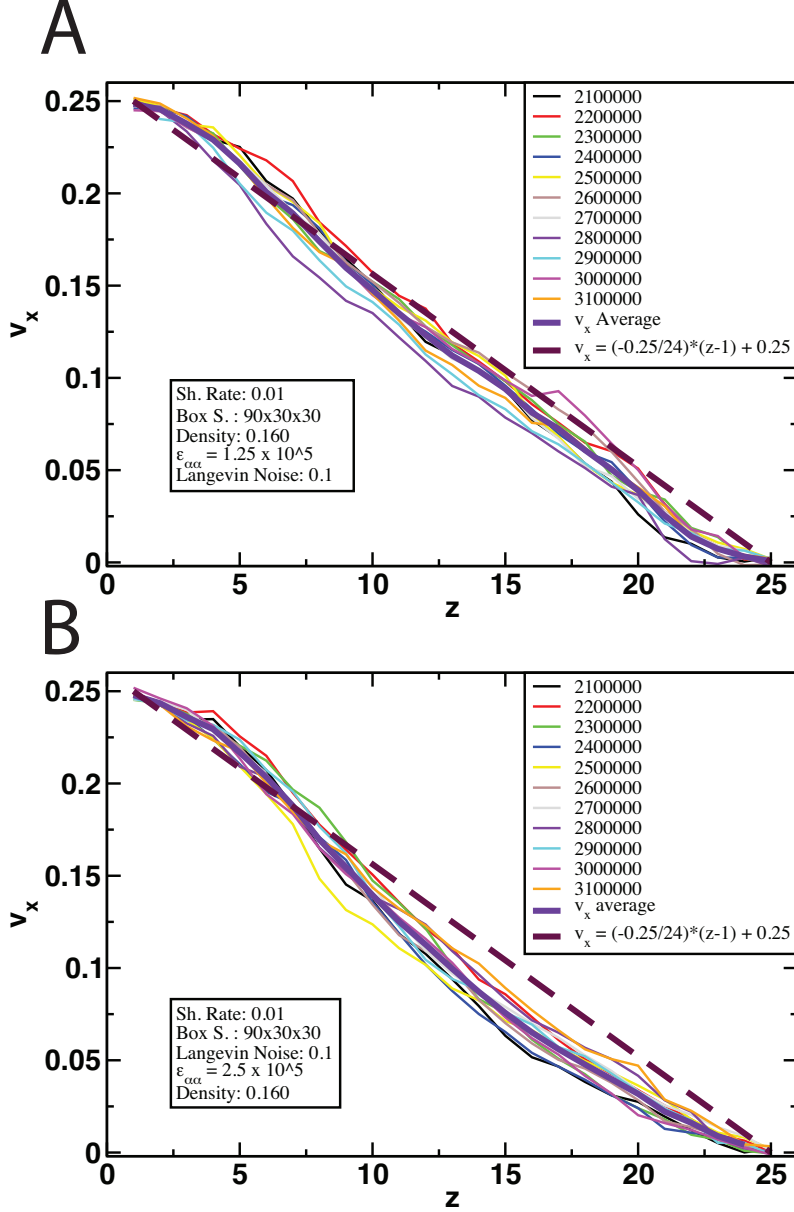 A
0.25
0.2
0.15
0.1
0.05
0
v_x
0
5
10
15
20
25
z
2100000
2200000
2300000
2400000
2500000
2600000
2700000
2800000
2900000
3000000
3100000
v_x Average
v_x = (-0.25/24)*(z-1) + 0.25
Sh. Rate: 0.01
Box S. : 90x30x30
Density: 0.160
ε_αα = 1.25 x 10^5
Langevin Noise: 0.1
B
0.25
0.2
0.15
0.1
0.05
0
v_x
0
5
10
15
20
25
z
2100000
2200000
2300000
2400000
2500000
2600000
2700000
2800000
2900000
3000000
3100000
v_x average
v_x = (-0.25/24)*(z-1) + 0.25
Sh. Rate: 0.01
Box S. : 90x30x30
Langevin Noise: 0.1
ε_αα = 2.5 x 10^5
Density: 0.160